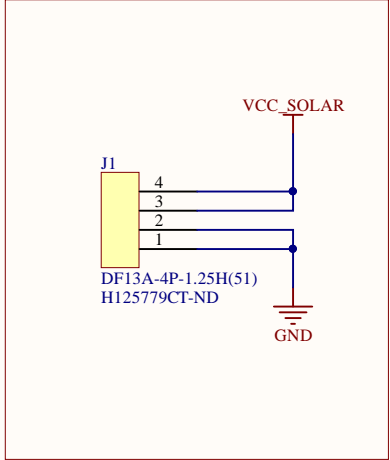 VCC_SOLAR
J1
4
3
2
1
DF13A-4P-1.25H(51)
H125779CT-ND
GND